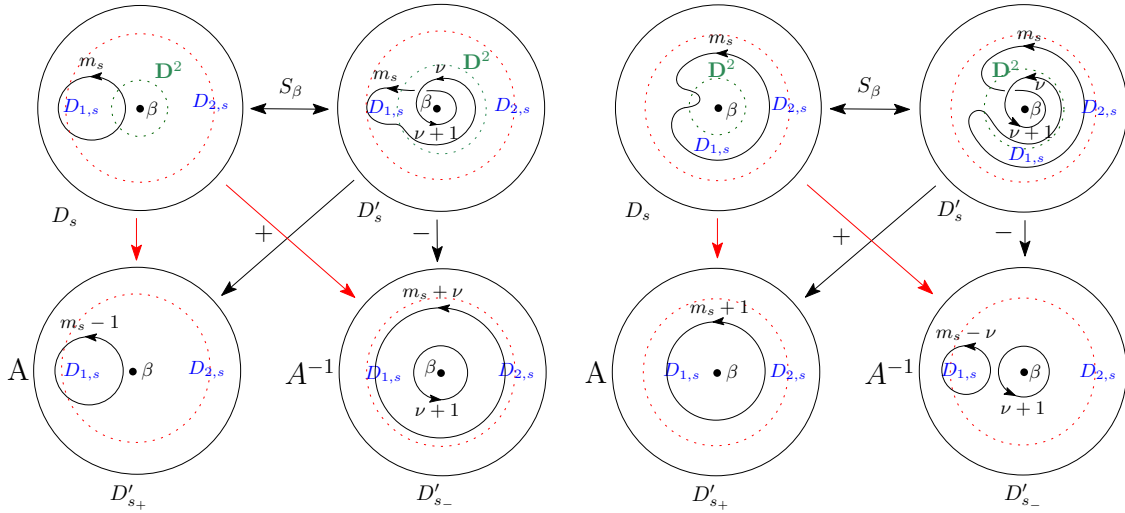 m_s
D²
D_{1,s}
β
D_{2,s}
D_s
S_β
m_s
ν
D²
D_{1,s}
β
ν + 1
D_{2,s}
D'_s
+
−
A
m_s − 1
D_{1,s}
β
D_{2,s}
D'_{s_+}
A^{-1}
m_s + ν
D_{1,s}
β
ν + 1
D_{2,s}
D'_{s_-}
m_s
D²
β
D_{1,s}
D_{2,s}
D_s
S_β
m_s
D²
ν
β
ν + 1
D_{1,s}
D_{2,s}
D'_s
+
−
A
m_s + 1
D_{1,s}
β
D_{2,s}
D'_{s_+}
A^{-1}
m_s − ν
D_{1,s}
β
ν + 1
D_{2,s}
D'_{s_-}